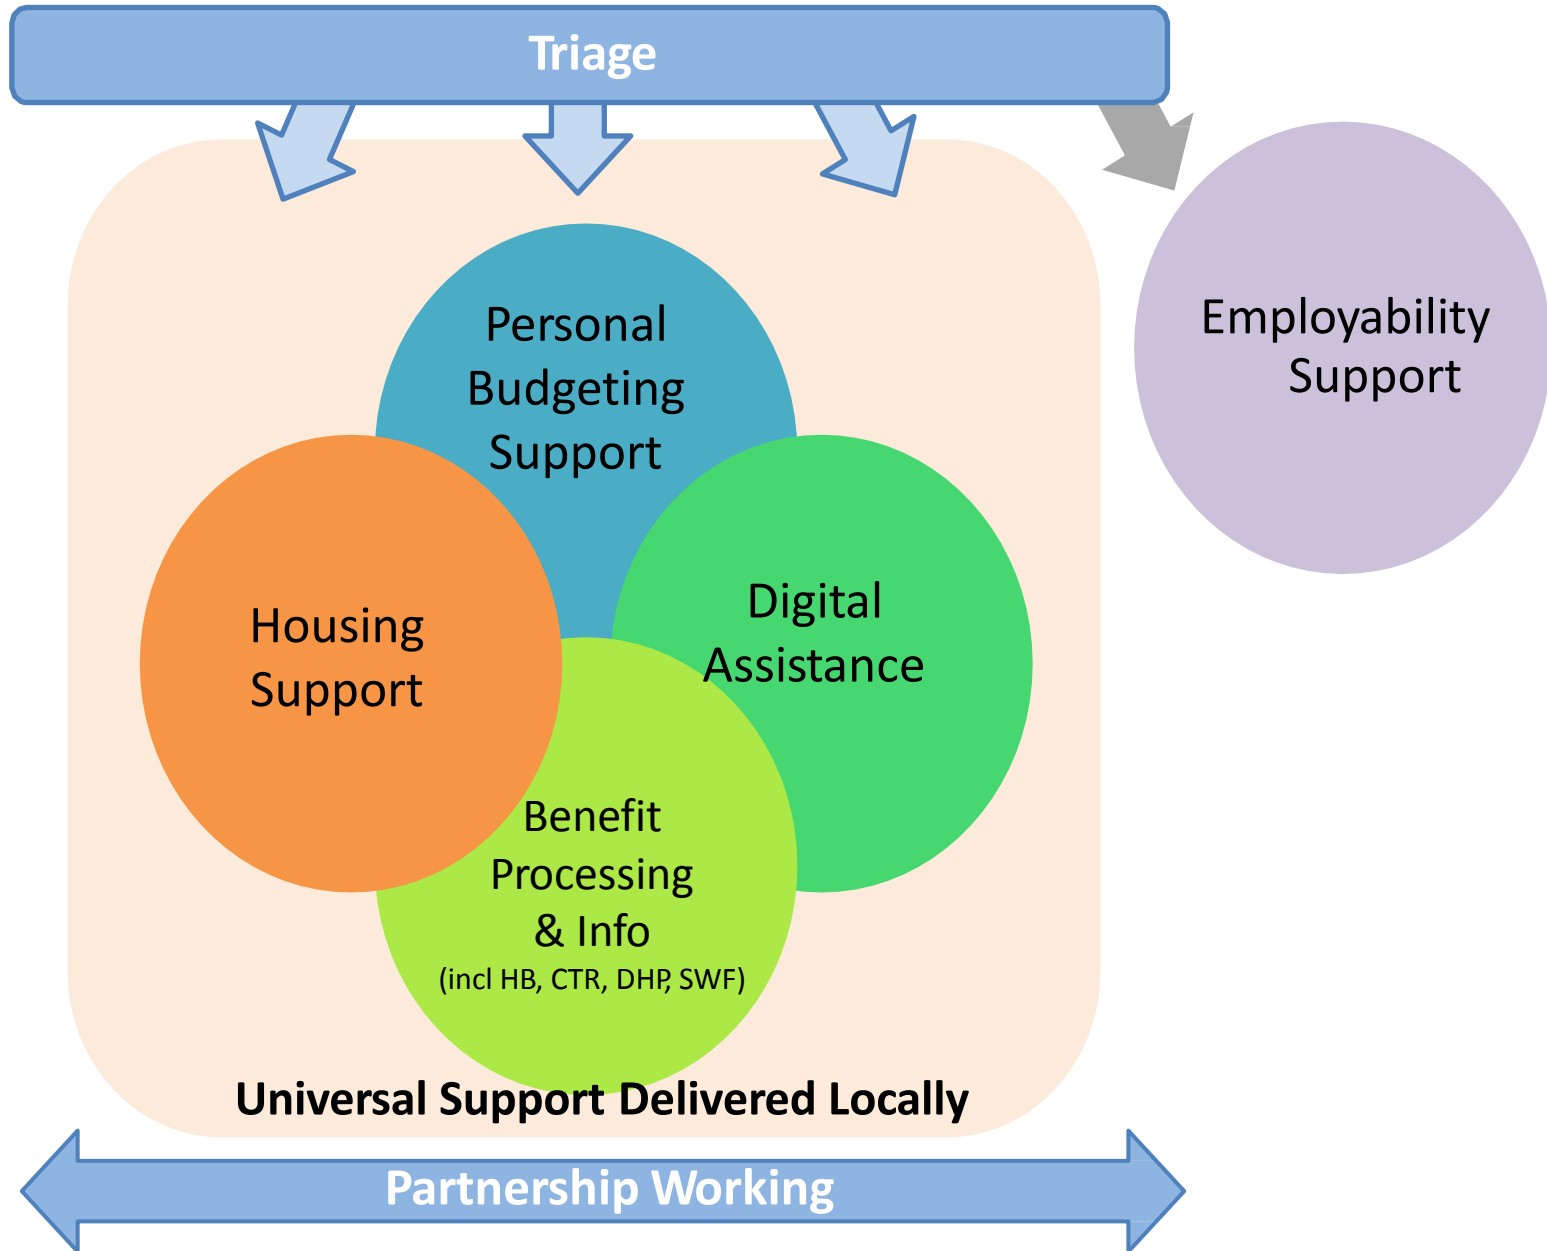 Triage
Personal
Budgeting
Support
Employability
Support
Housing
Support
Digital
Assistance
Benefit
Processing
& Info
(incl HB, CTR, DHP, SWF)
Universal Support Delivered Locally
Partnership Working